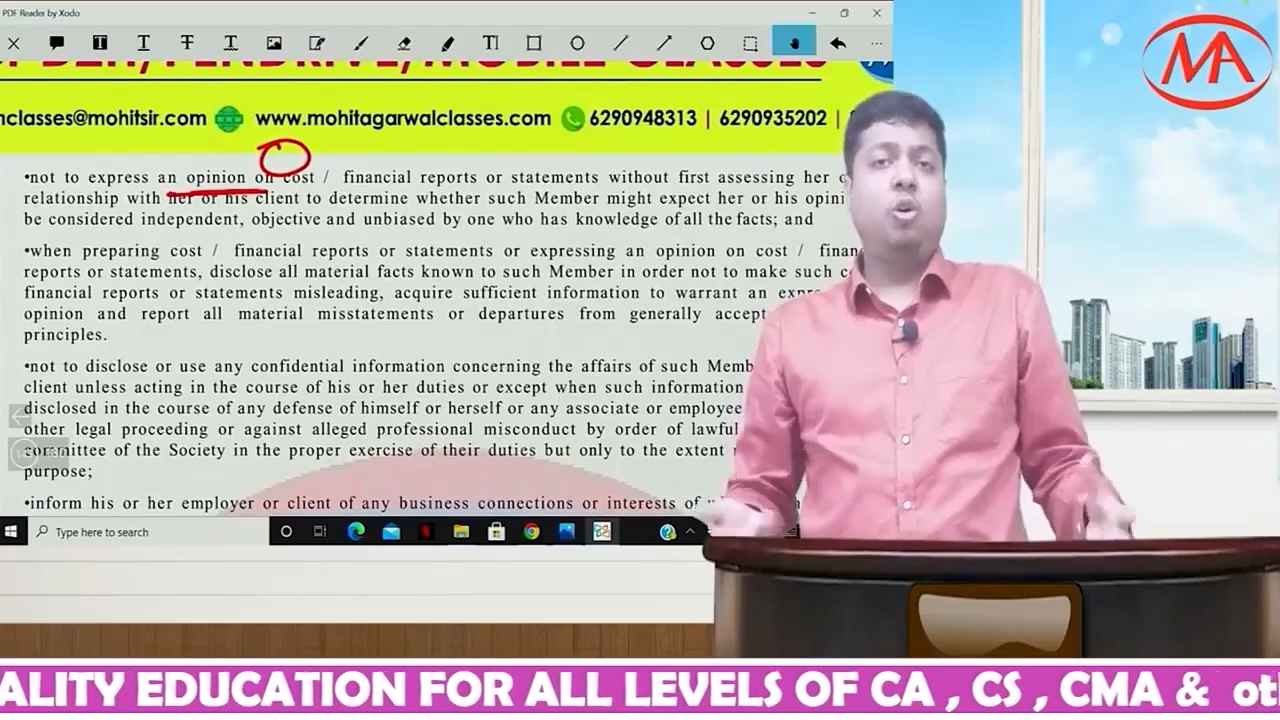 PDF Reader by Xodo
MA
nclasses@mohitsir.com www.mohitagarwalclasses.com 6290948313 | 6290935202 |
•not to express an opinion on cost / financial reports or statements without first assessing her
relationship with her or his client to determine whether such Member might expect her or his opini
be considered independent, objective and unbiased by one who has knowledge of all the facts; and
•when preparing cost / financial reports or statements or expressing an opinion on cost / finan
reports or statements, disclose all material facts known to such Member in order not to make such
financial reports or statements misleading, acquire sufficient information to warrant an expr
opinion and report all material misstatements or departures from generally accept
principles.
•not to disclose or use any confidential information concerning the affairs of such Memb
client unless acting in the course of his or her duties or except when such information
disclosed in the course of any defense of himself or herself or any associate or employee
other legal proceeding or against alleged professional misconduct by order of lawful
committee of the Society in the proper exercise of their duties but only to the extent
purpose;
•inform his or her employer or client of any business connections or interests of
Type here to search
ALITY EDUCATION FOR ALL LEVELS OF CA , CS , CMA & ot